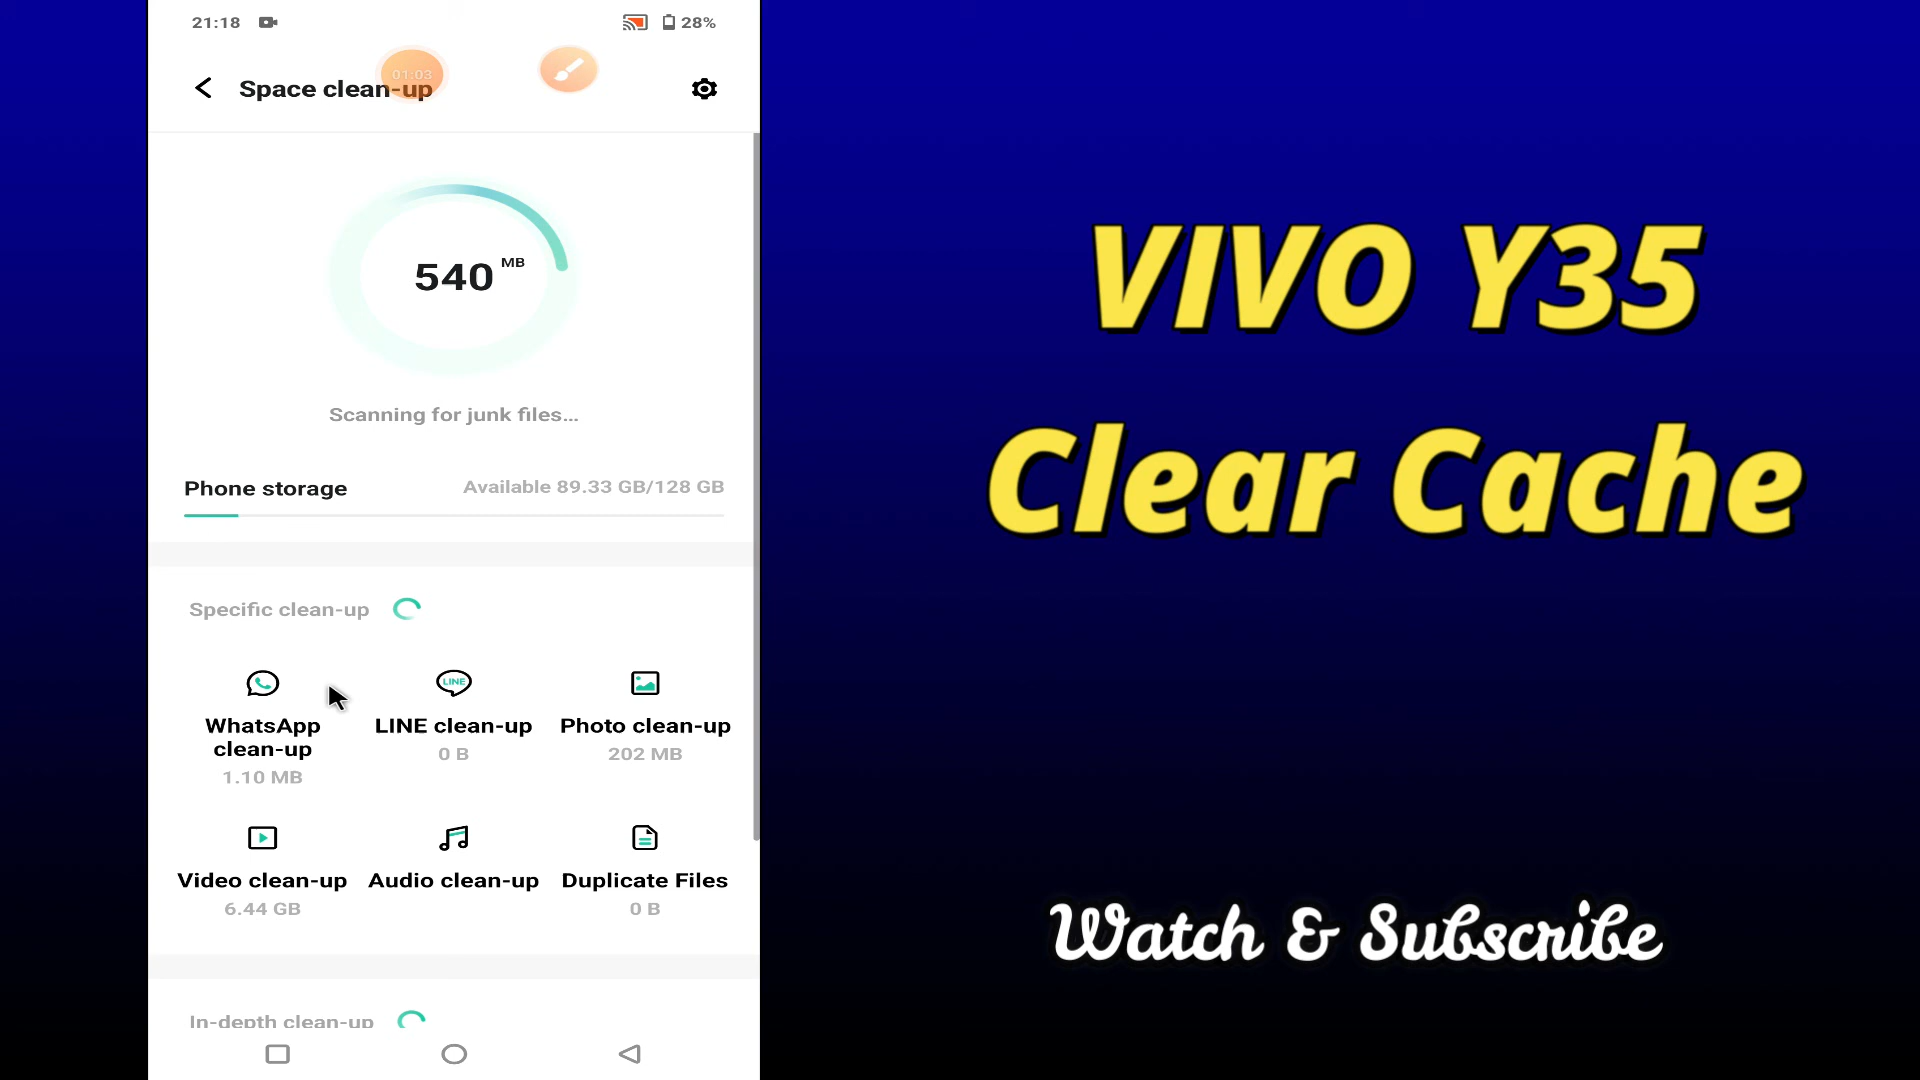 21:18
28%
01:03
Space clean-up
540 MB
Scanning for junk files...
Phone storage
Available 89.33 GB/128 GB
Specific clean-up
WhatsApp
clean-up
1.10 MB
LINE
LINE clean-up
0 B
Photo clean-up
202 MB
Video clean-up
6.44 GB
Audio clean-up
Duplicate Files
0 B
In-depth clean-up
VIVO Y35
Clear Cache
Watch & Subscribe